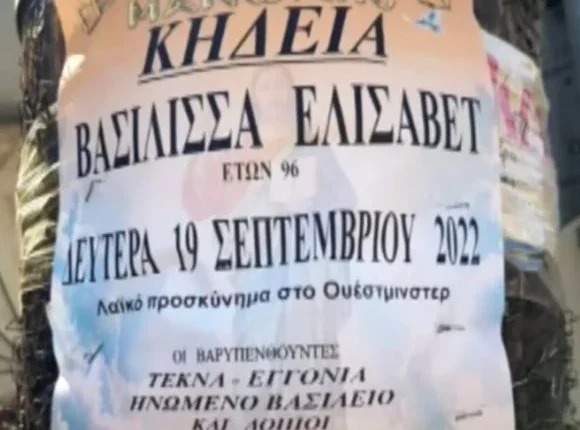 ΚΗΔΕΙΑ
ΒΑΣΙΛΙΣΣΑ ΕΛΙΣΑΒΕΤ
ΕΤΩΝ 96
ΔΕΥΤΕΡΑ 19 ΣΕΠΤΕΜΒΡΙΟΥ 2022
Λαϊκό προσκύνημα στο Ουέστμινστερ
ΟΙ ΒΑΡΥΠΕΝΘΟΥΝΤΕΣ
ΤΕΚΝΑ - ΕΓΓΟΝΙΑ
ΗΝΩΜΕΝΟ ΒΑΣΙΛΕΙΟ
ΚΑΙ ΛΟΙΠΟΙ